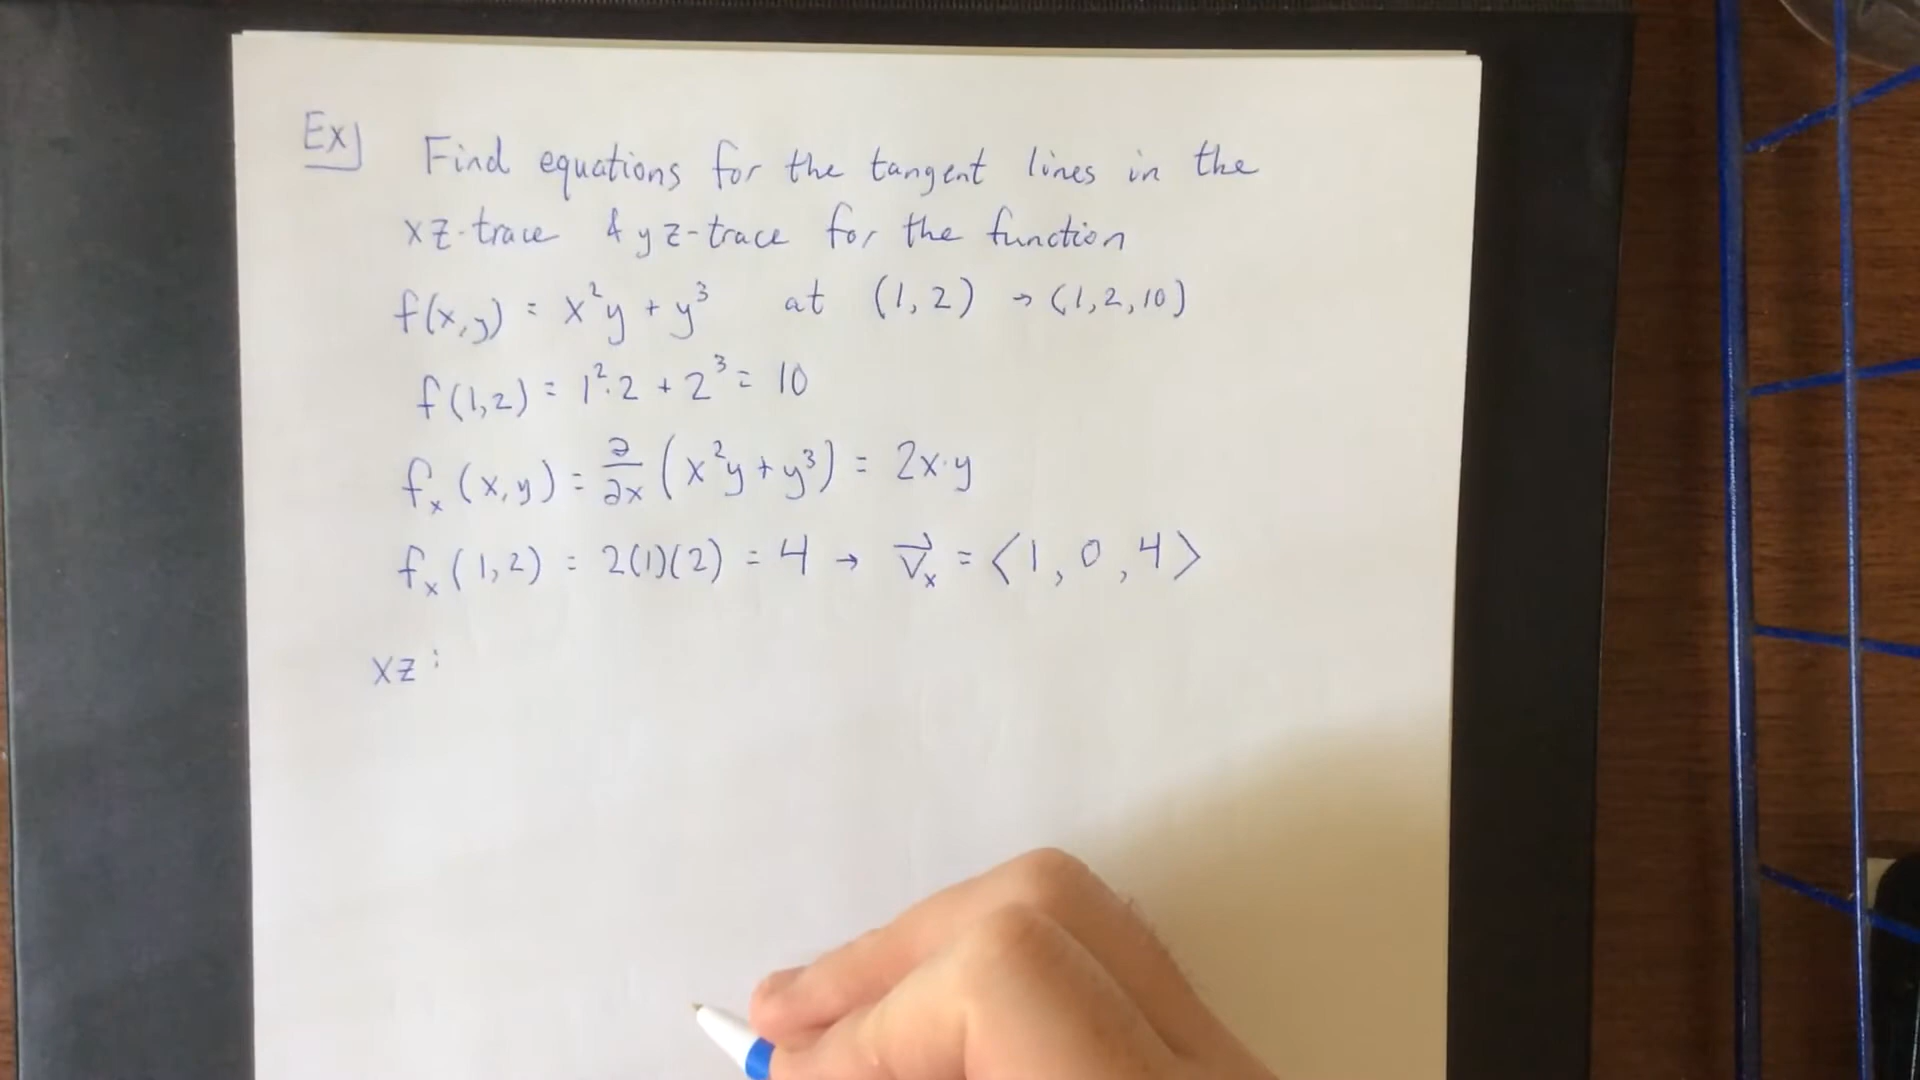 Ex) Find equations for the tangent lines in the
xz-trace & yz-trace for the function
f(x,y) = x²y + y³ at (1,2) → (1,2,10)
f(1,2) = 1²·2 + 2³ = 10
fₓ(x,y) = ∂/∂x (x²y + y³) = 2x·y
fₓ(1,2) = 2(1)(2) = 4 → v⃗ₓ = ⟨1, 0, 4⟩
xz: